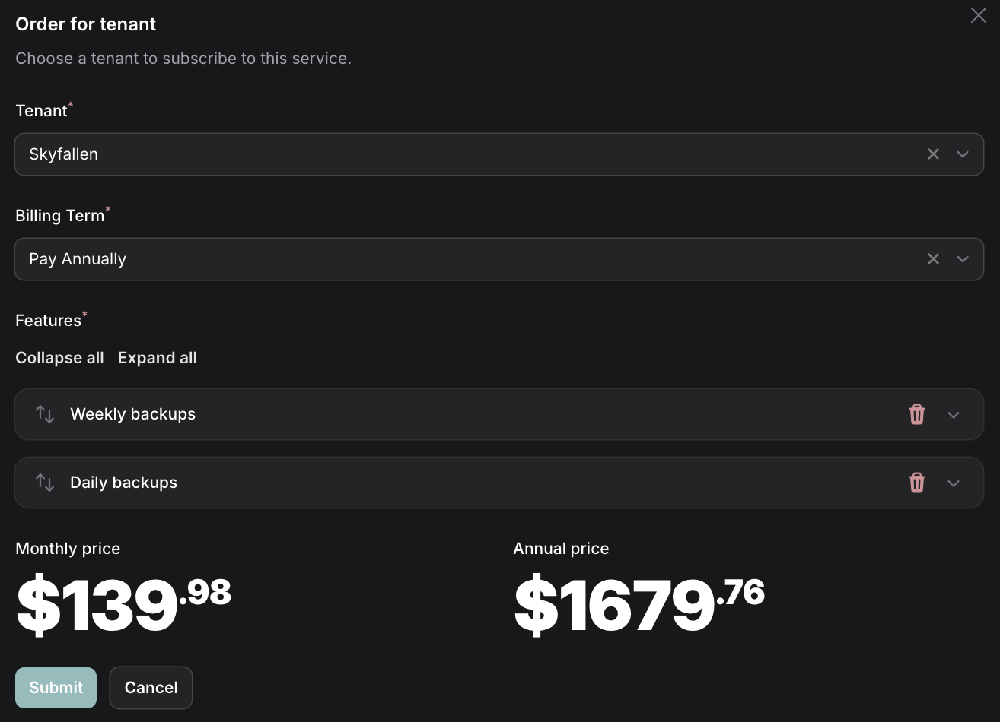 Order for tenant
Choose a tenant to subscribe to this service.
Tenant*
Skyfallen
Billing Term*
Pay Annually
Features*
Collapse all Expand all
Weekly backups
Daily backups
Monthly price Annual price
$139.98 $1679.76
Submit Cancel